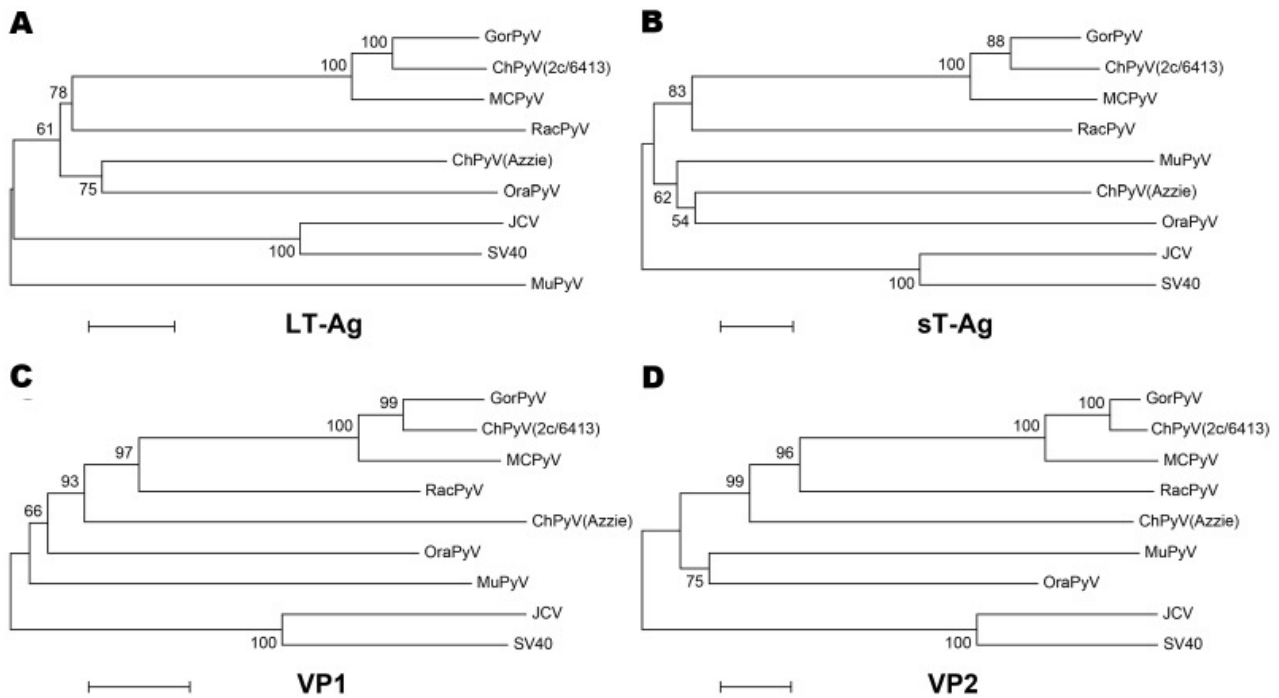 A
100
GorPyV
100
ChPyV(2c/6413)
MCPyV
78
RacPyV
61
ChPyV(Azzie)
75
OraPyV
JCV
100
SV40
MuPyV
LT-Ag
B
88
GorPyV
100
ChPyV(2c/6413)
MCPyV
83
RacPyV
MuPyV
62
ChPyV(Azzie)
54
OraPyV
JCV
100
SV40
sT-Ag
C
99
GorPyV
100
ChPyV(2c/6413)
MCPyV
97
RacPyV
93
ChPyV(Azzie)
66
OraPyV
MuPyV
JCV
100
SV40
VP1
D
100
GorPyV
100
ChPyV(2c/6413)
MCPyV
96
RacPyV
99
ChPyV(Azzie)
MuPyV
75
OraPyV
JCV
100
SV40
VP2